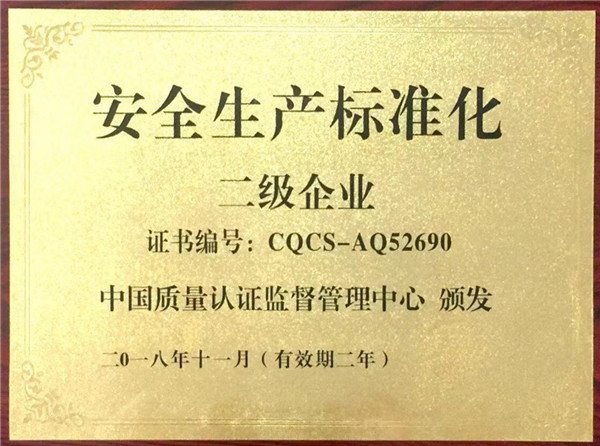 安全生产标准化
二级企业
证书编号：CQCS-AQ52690
中国质量认证监督管理中心 颁发
二0一八年十一月（有效期二年）